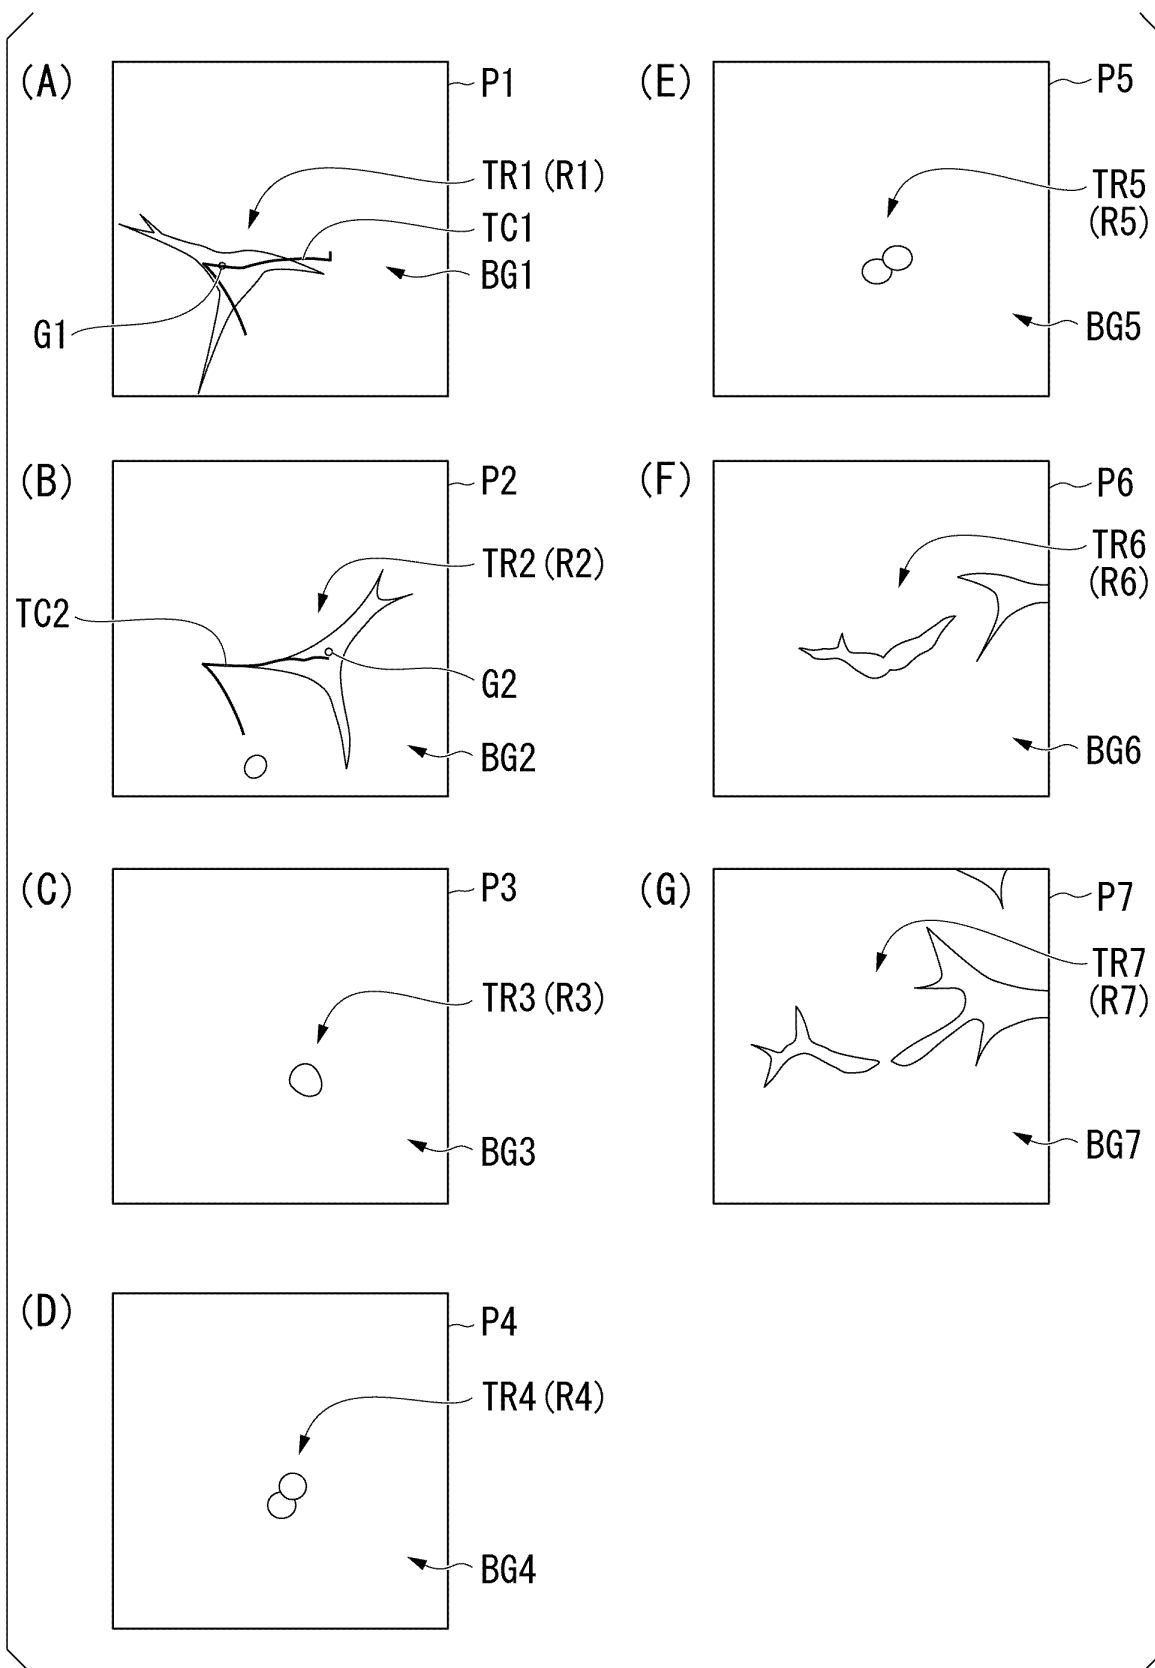 (A)
P1
TR1 (R1)
TC1
BG1
G1
(B)
P2
TR2 (R2)
TC2
G2
BG2
(C)
P3
TR3 (R3)
BG3
(D)
P4
TR4 (R4)
BG4
(E)
P5
TR5
(R5)
BG5
(F)
P6
TR6
(R6)
BG6
(G)
P7
TR7
(R7)
BG7